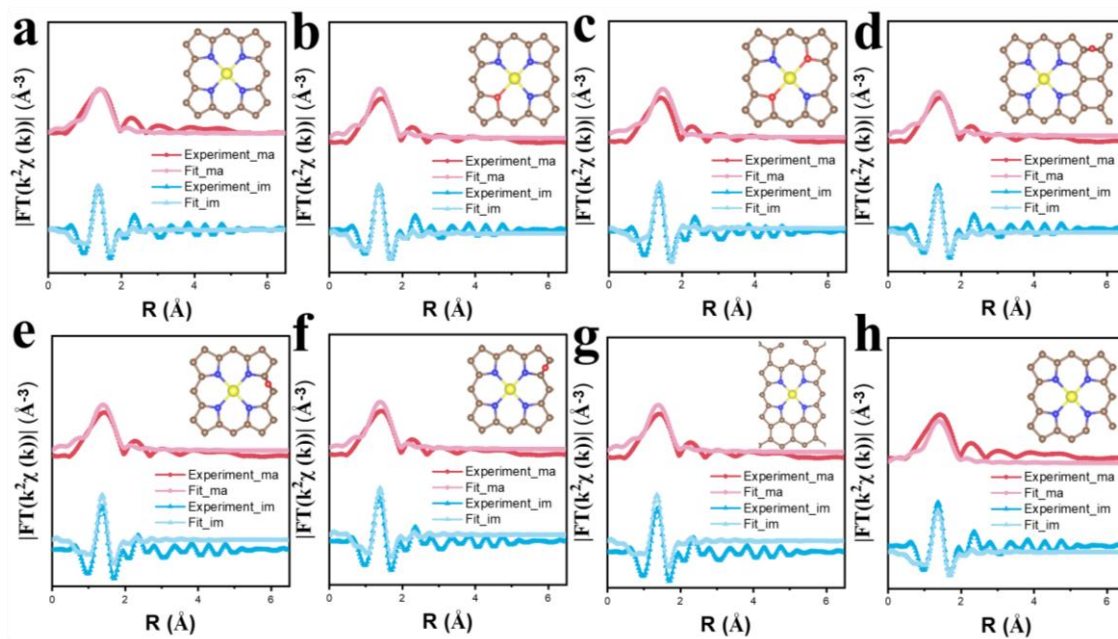 a
|FT(k²χ (k))| (Å-³)
Experiment_ma
Fit_ma
Experiment_im
Fit_im
0 2 4 6
R (Å)
b
|FT(k²χ (k))| (Å-³)
Experiment_ma
Fit_ma
Experiment_im
Fit_im
0 2 4 6
R (Å)
c
|FT(k²χ (k))| (Å-³)
Experiment_ma
Fit_ma
Experiment_im
Fit_im
0 2 4 6
R (Å)
d
|FT(k²χ (k))| (Å-³)
Experiment_ma
Fit_ma
Experiment_im
Fit_im
0 2 4 6
R (Å)
e
|FT(k²χ (k))| (Å-³)
Experiment_ma
Fit_ma
Experiment_im
Fit_im
0 2 4 6
R (Å)
f
|FT(k²χ (k))| (Å-³)
Experiment_ma
Fit_ma
Experiment_im
Fit_im
0 2 4 6
R (Å)
g
|FT(k²χ (k))| (Å-³)
Experiment_ma
Fit_ma
Experiment_im
Fit_im
0 2 4 6
R (Å)
h
|FT(k²χ (k))| (Å-³)
Experiment_ma
Fit_ma
Experiment_im
Fit_im
0 2 4 6
R (Å)